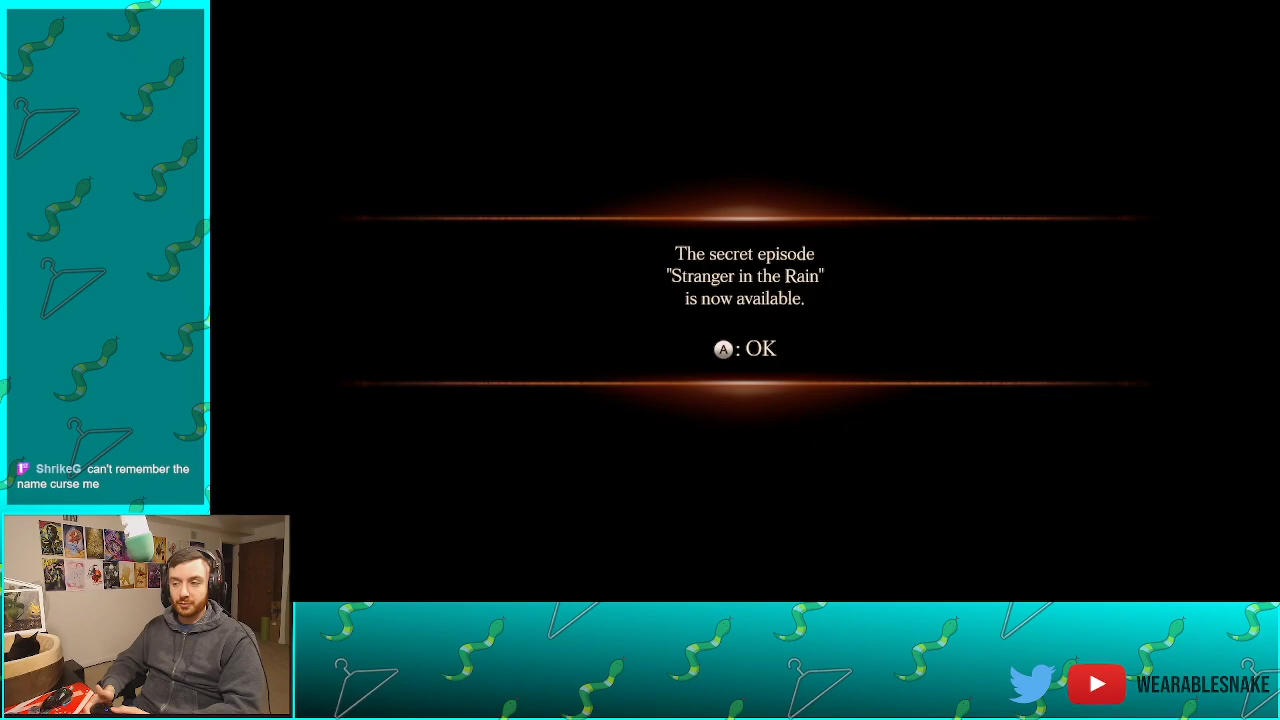 The secret episode
"Stranger in the Rain"
is now available.
A : OK
ShrikeG can't remember the
name curse me
WEARABLESNAKE